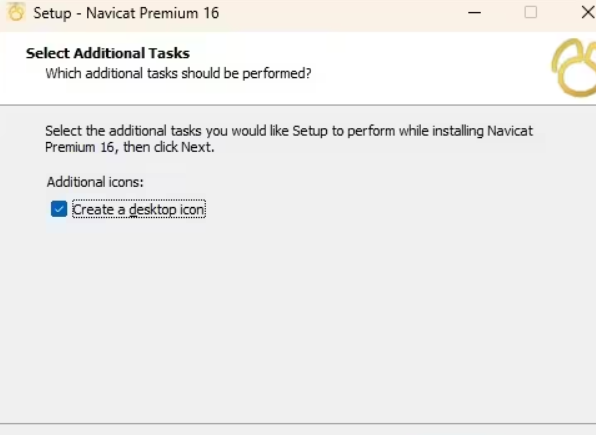 Setup - Navicat Premium 16
Select Additional Tasks
Which additional tasks should be performed?
Select the additional tasks you would like Setup to perform while installing Navicat
Premium 16, then click Next.
Additional icons:
Create a desktop icon